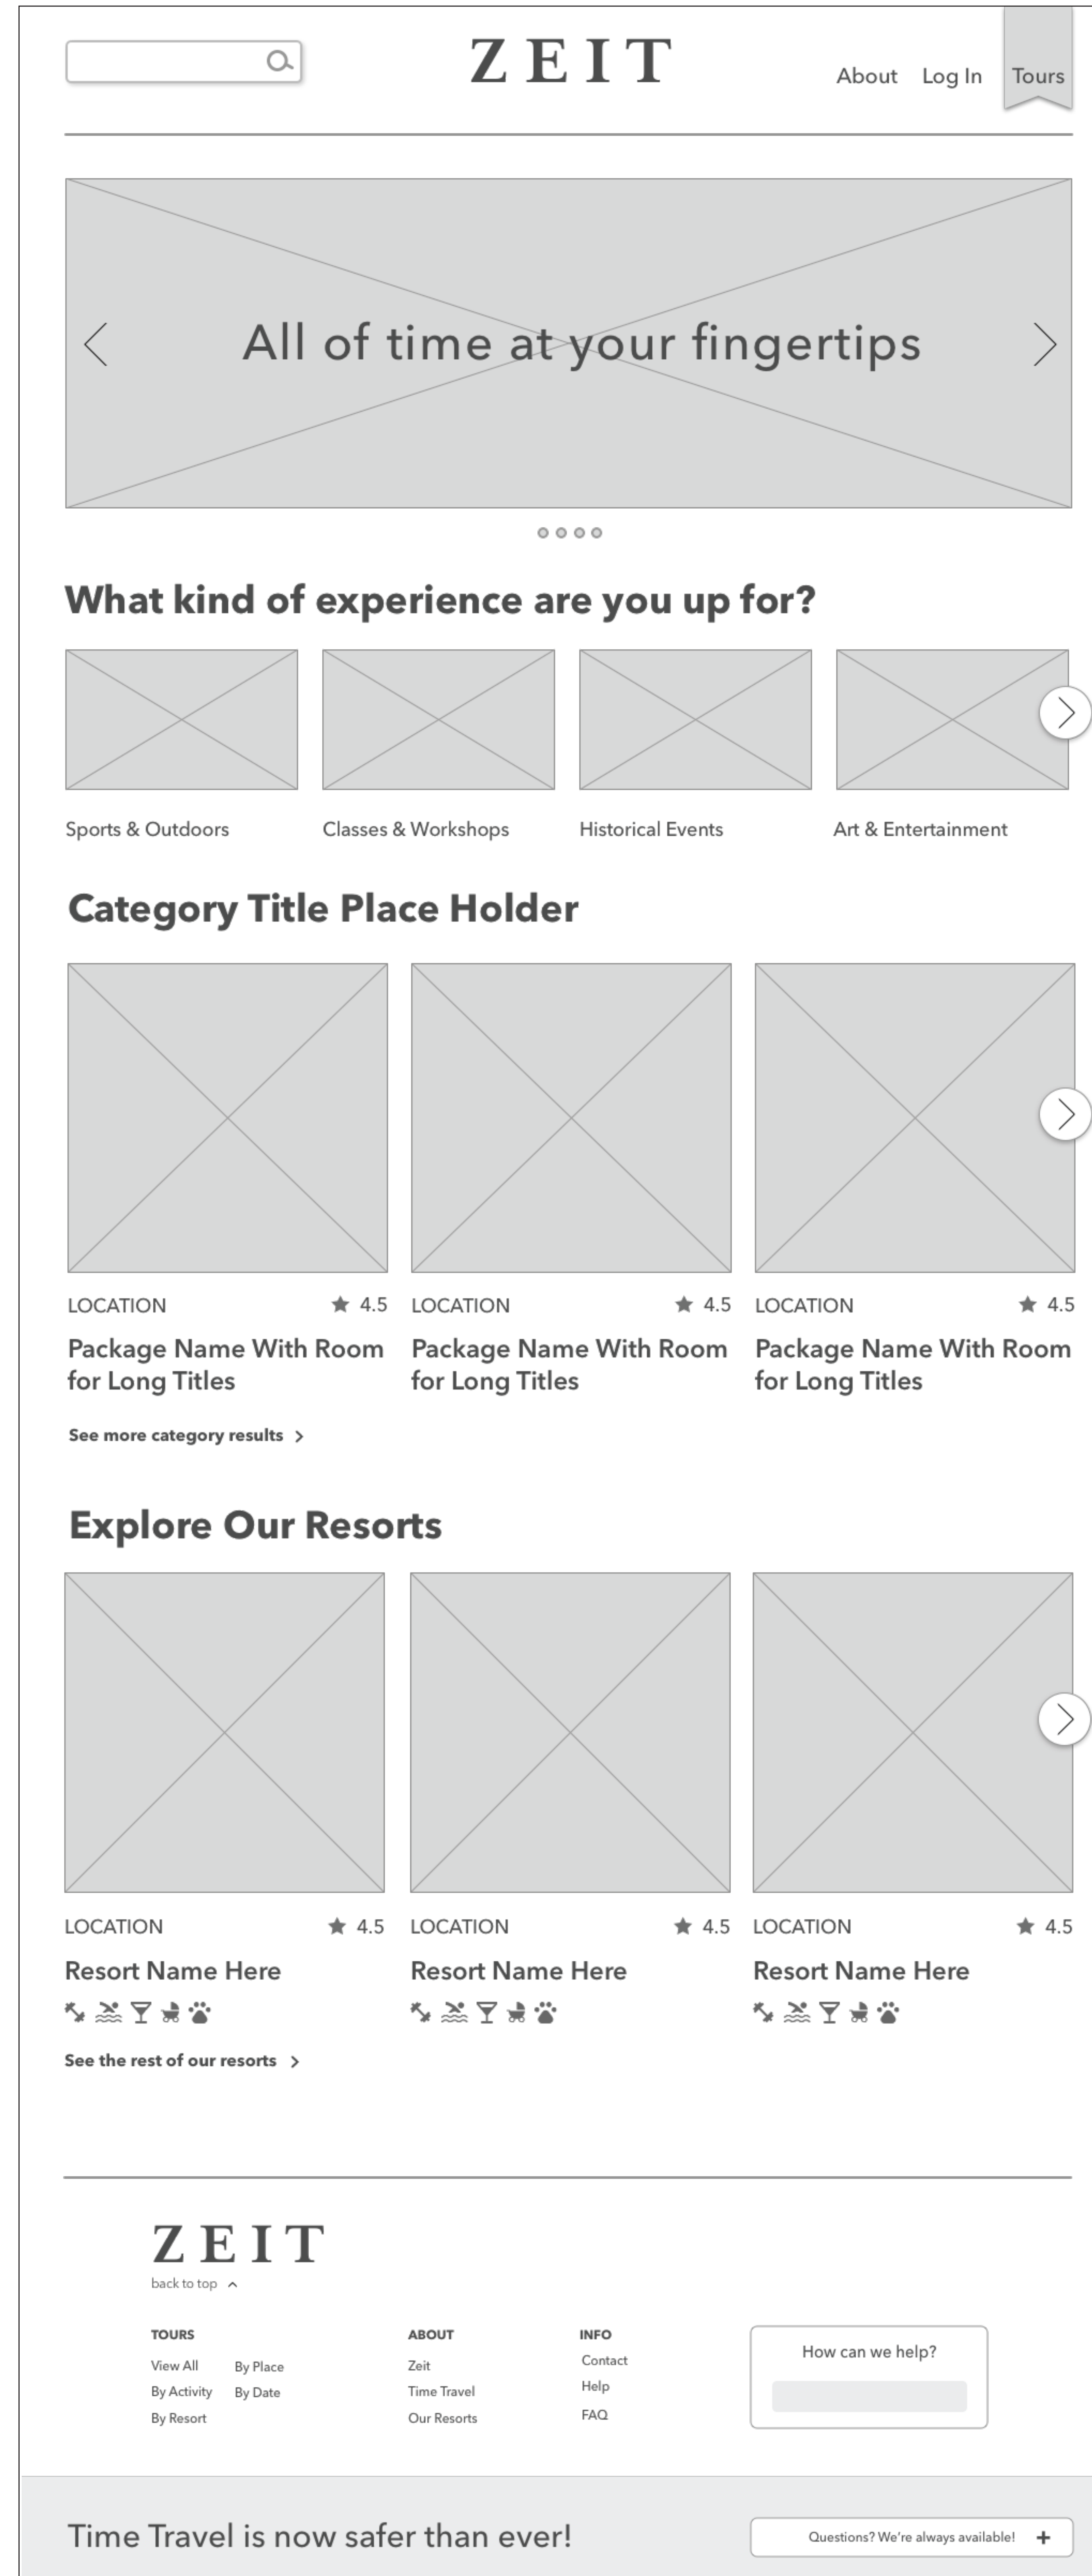 ZEIT
About Log In Tours
All of time at your fingertips
What kind of experience are you up for?
Sports & Outdoors
Classes & Workshops
Historical Events
Art & Entertainment
Category Title Place Holder
LOCATION 4.5
Package Name With Room
for Long Titles
LOCATION 4.5
Package Name With Room
for Long Titles
LOCATION 4.5
Package Name With Room
for Long Titles
See more category results
Explore Our Resorts
LOCATION 4.5
Resort Name Here
LOCATION 4.5
Resort Name Here
LOCATION 4.5
Resort Name Here
See the rest of our resorts
ZEIT
back to top
TOURS
View All
By Activity
By Resort
By Place
By Date
ABOUT
Zeit
Time Travel
Our Resorts
INFO
Contact
Help
FAQ
How can we help?
Time Travel is now safer than ever!
Questions? We're always available!